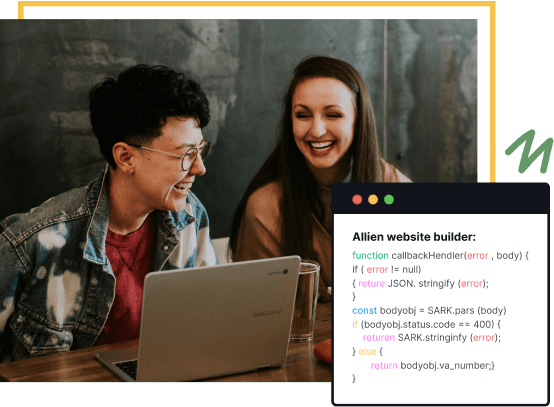 Allien website builder:
function callbackHendler(error , body) {
if ( error != null)
{ reture JSON. stringify (error);
}
const bodyobj = SARK.pars (body)
if (bodyobj.status.code == 400) {
returen SARK.stringinfy (error);
} else {
return bodyobj.va_number;}
}